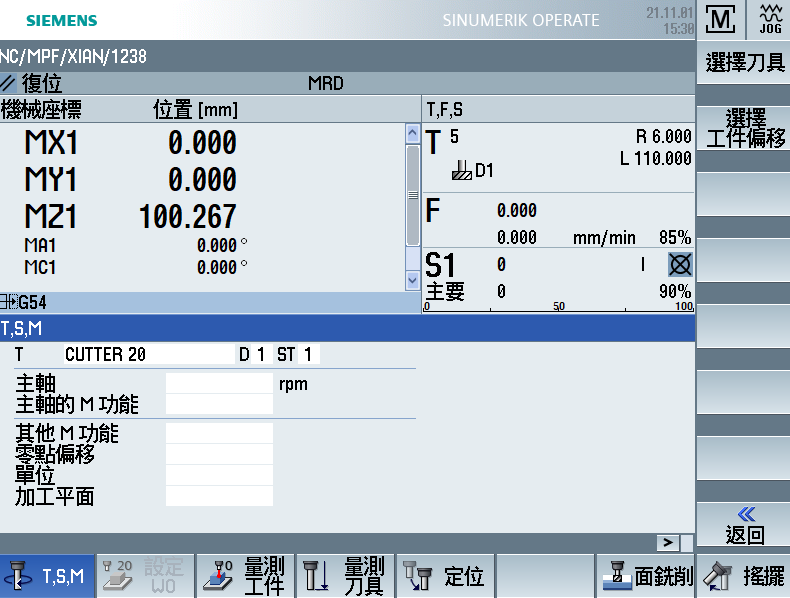 SIEMENS
SINUMERIK OPERATE
21.11.01
15:30
M
JOG
NC/MPF/XIAN/1238
選擇刀具
復位
MRD
機械座標 位置 [mm]
T,F,S
選擇
工件偏移
MX1 0.000
MY1 0.000
MZ1 100.267
MA1 0.000 °
MC1 0.000 °
G54
T 5 R 6.000
L 110.000
D1
F 0.000
0.000 mm/min 85%
S1 0 I
主要 0 90%
0 50 100
T,S,M
T CUTTER 20 D 1 ST 1
主軸 rpm
主軸的 M 功能
其他 M 功能
零點偏移
單位
加工平面
>
返回
T,S,M
20 設定
WO
X0 量測
工件
量測
刀具
定位
面銑削
搖擺